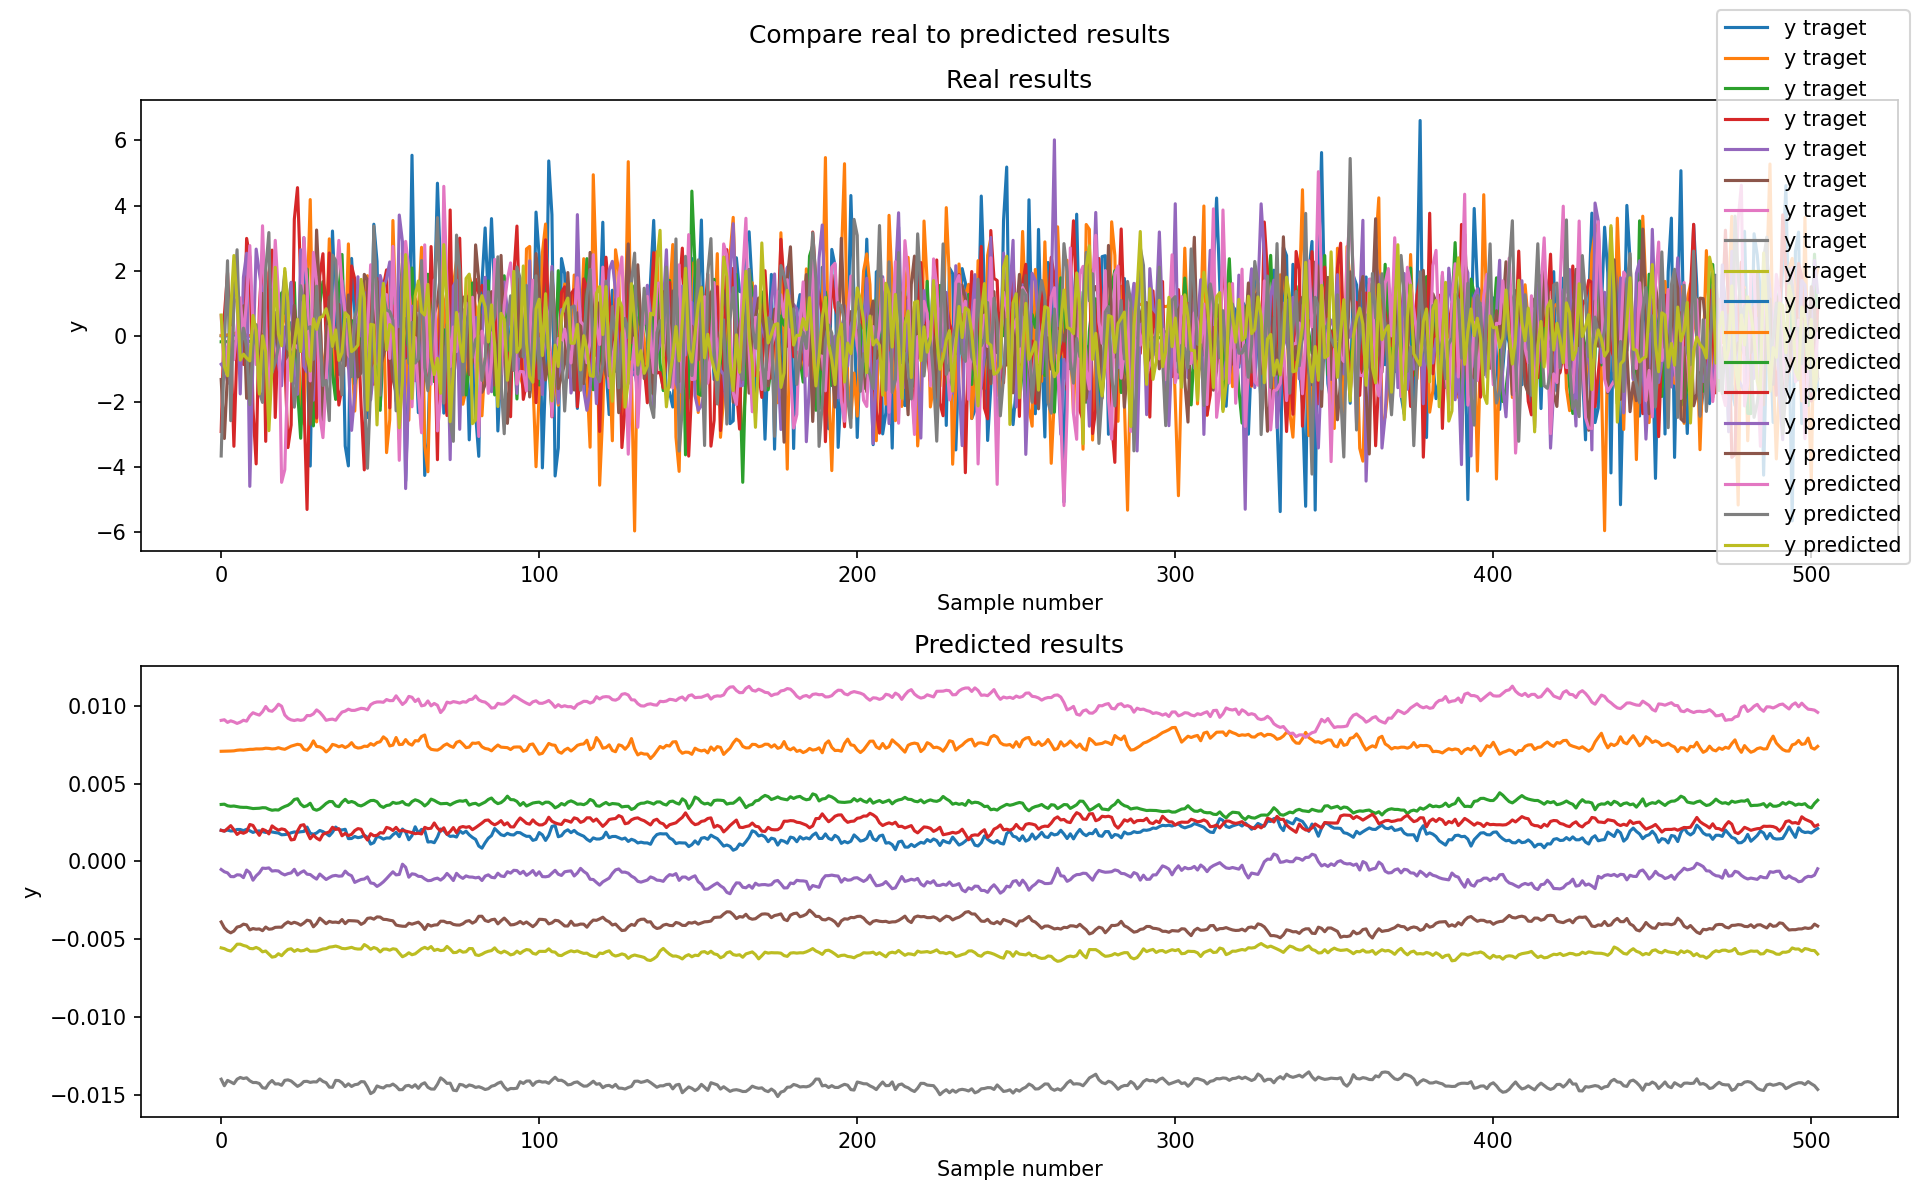 Compare real to predicted results
Real results
y traget
y traget
y traget
y traget
y traget
y traget
y traget
y traget
y traget
y predicted
y predicted
y predicted
y predicted
y predicted
y predicted
y predicted
y predicted
y predicted
6
4
2
0
−2
−4
−6
y
0 100 200 300 400 500
Sample number
Predicted results
0.010
0.005
0.000
−0.005
−0.010
−0.015
y
0 100 200 300 400 500
Sample number